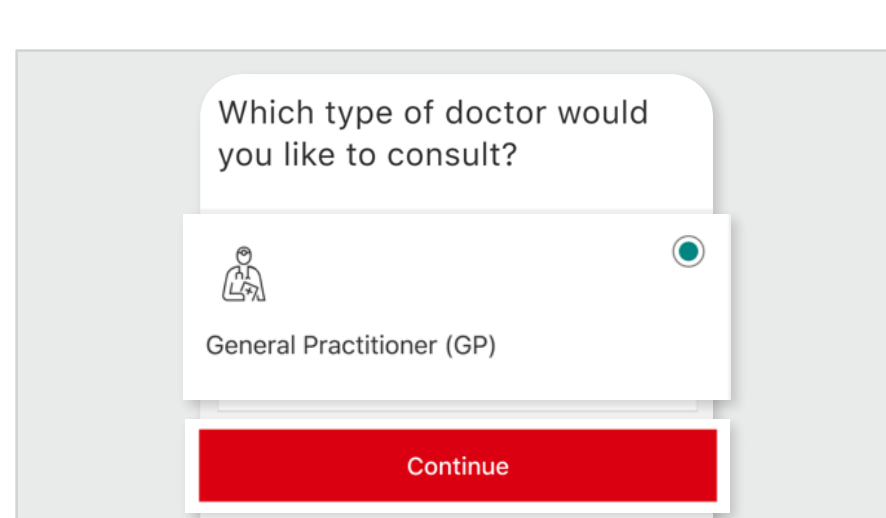 Which type of doctor would
you like to consult?
General Practitioner (GP)
Continue